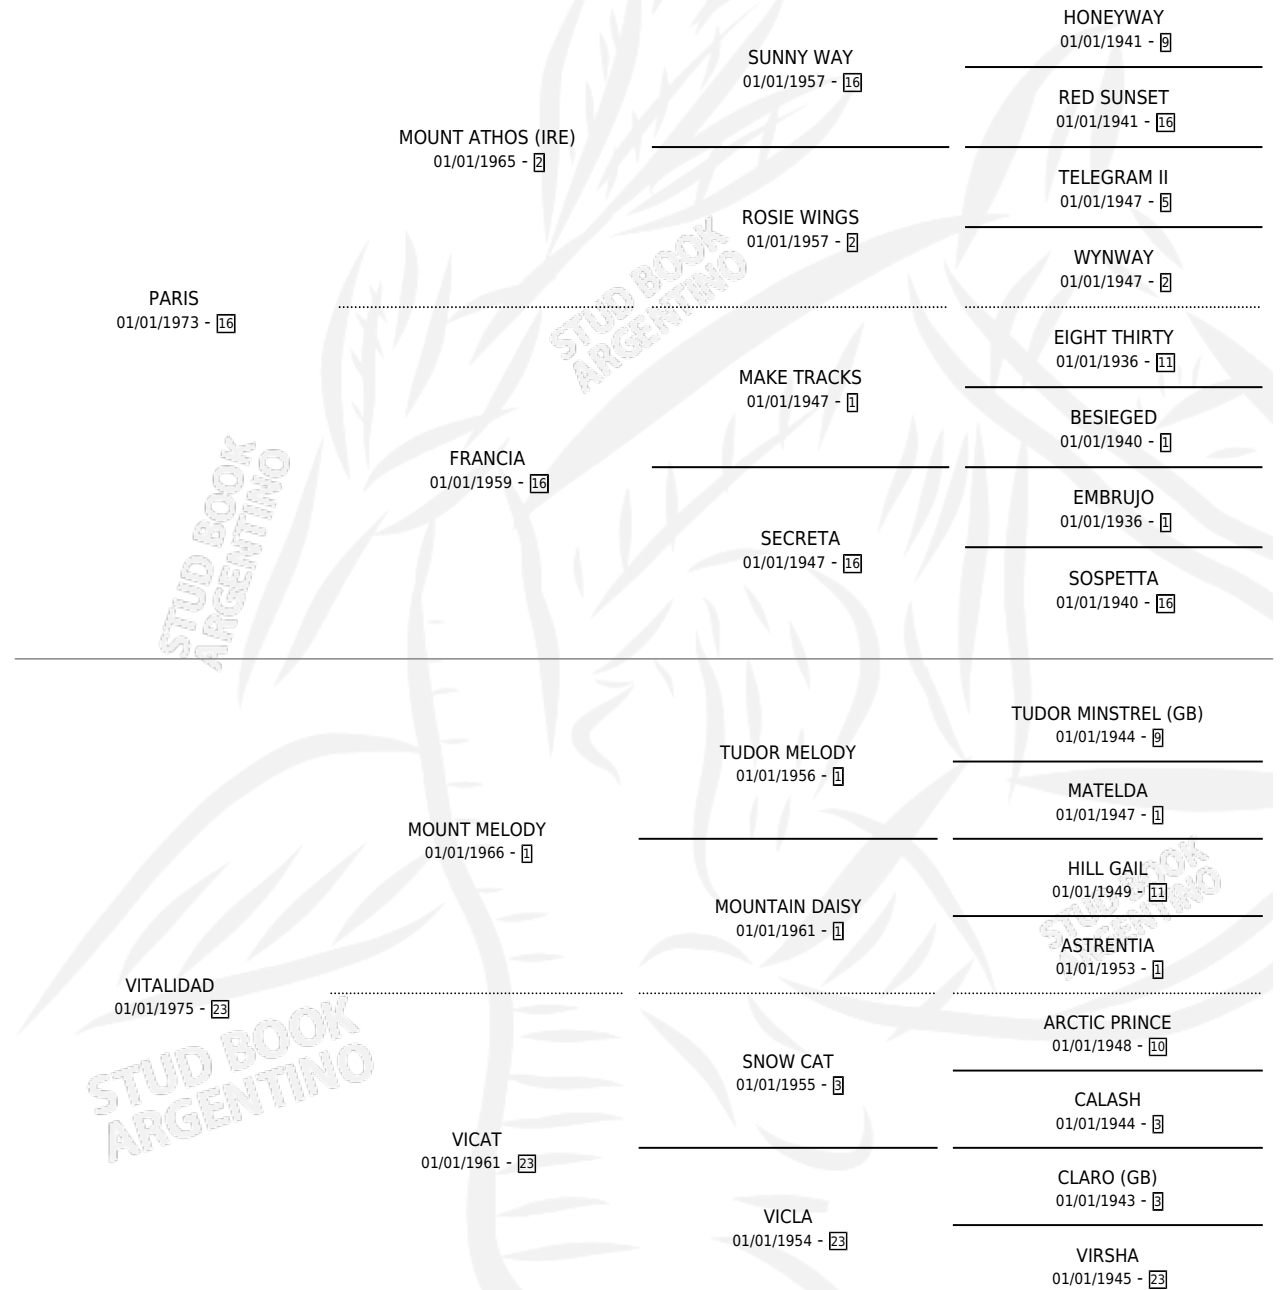 HONEYWAY
01/01/1941 - 9
SUNNY WAY
01/01/1957 - 16
RED SUNSET
01/01/1941 - 16
MOUNT ATHOS (IRE)
01/01/1965 - 2
TELEGRAM II
01/01/1947 - 5
ROSIE WINGS
01/01/1957 - 2
WYNWAY
01/01/1947 - 2
STUD BOOK
ARGENTINO
PARIS
01/01/1973 - 16
EIGHT THIRTY
01/01/1936 - 11
MAKE TRACKS
01/01/1947 - 1
BESIEGED
01/01/1940 - 1
FRANCIA
01/01/1959 - 16
EMBRUJO
01/01/1936 - 1
SECRETA
01/01/1947 - 16
SOSPETTA
01/01/1940 - 16
STUD BOOK
ARGENTINO
TUDOR MINSTREL (GB)
01/01/1944 - 9
TUDOR MELODY
01/01/1956 - 1
MATELDA
01/01/1947 - 1
MOUNT MELODY
01/01/1966 - 1
HILL GAIL
01/01/1949 - 11
MOUNTAIN DAISY
01/01/1961 - 1
ASTRENTIA
01/01/1953 - 1
STUD BOOK
ARGENTINO
VITALIDAD
01/01/1975 - 23
ARCTIC PRINCE
01/01/1948 - 10
SNOW CAT
01/01/1955 - 3
CALASH
01/01/1944 - 3
STUD BOOK
ARGENTINO
VICAT
01/01/1961 - 23
CLARO (GB)
01/01/1943 - 3
VICLA
01/01/1954 - 23
VIRSHA
01/01/1945 - 23